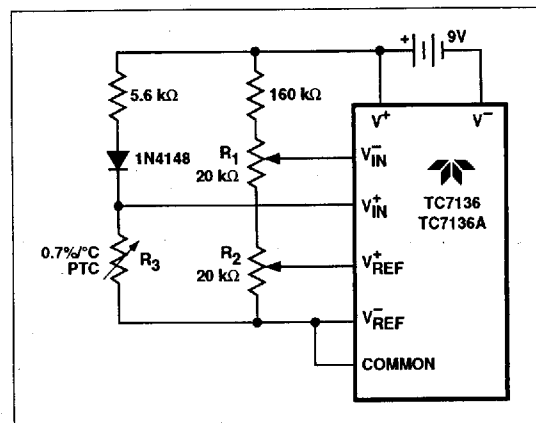 + 9V
5.6 kΩ
160 kΩ
V+
V−
1N4148
R1
20 kΩ
V−IN
V+IN
TC7136
TC7136A
0.7%/°C
PTC
R3
R2
20 kΩ
V+REF
V−REF
COMMON